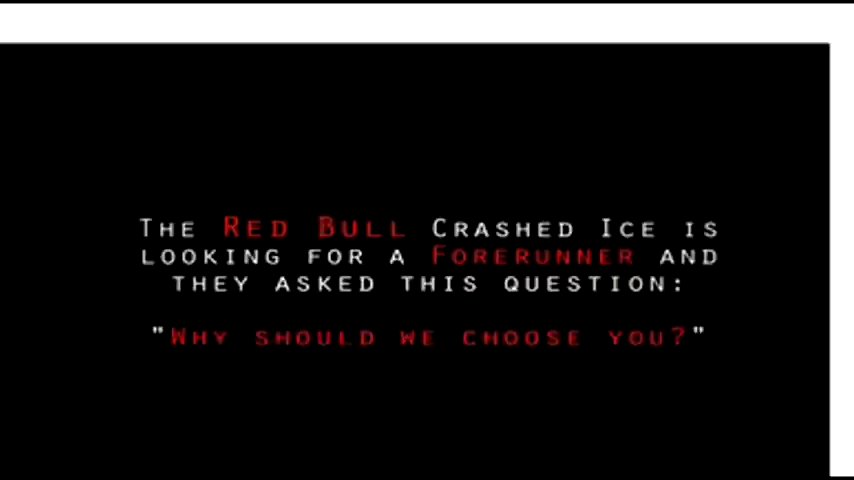 The Red Bull Crashed Ice is
looking for a Forerunner and
they asked this question:
"Why should we choose you?"